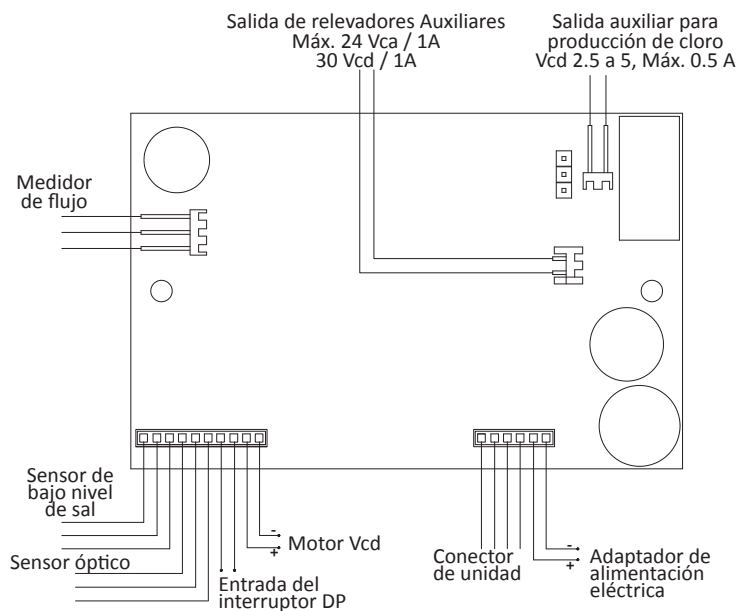 Salida de relevadores Auxiliares
Máx. 24 Vca / 1A
30 Vcd / 1A
Salida auxiliar para
producción de cloro
Vcd 2.5 a 5, Máx. 0.5 A
Medidor
de flujo
Sensor de
bajo nivel
de sal
Sensor óptico
-
+
Motor Vcd
Entrada del
interruptor DP
Conector
de unidad
-
+
Adaptador de
alimentación
eléctrica